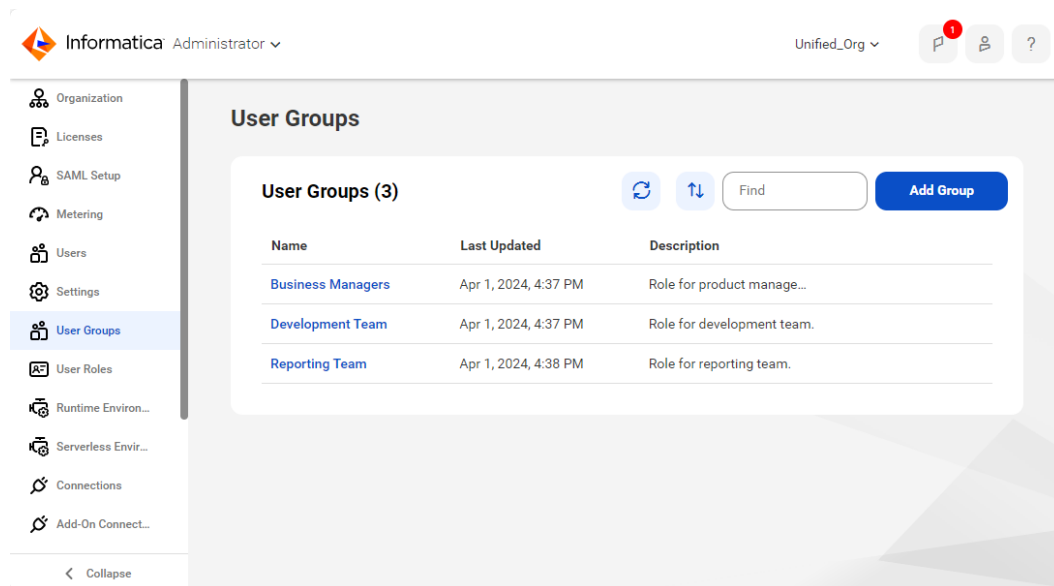 Informatica Administrator
Unified_Org
1
?
Organization
Licenses
SAML Setup
Metering
Users
Settings
User Groups
User Roles
Runtime Environ...
Serverless Envir...
Connections
Add-On Connect...
Collapse
User Groups
User Groups (3)
Find
Add Group
Name Last Updated Description
Business Managers Apr 1, 2024, 4:37 PM Role for product manage...
Development Team Apr 1, 2024, 4:37 PM Role for development team.
Reporting Team Apr 1, 2024, 4:38 PM Role for reporting team.